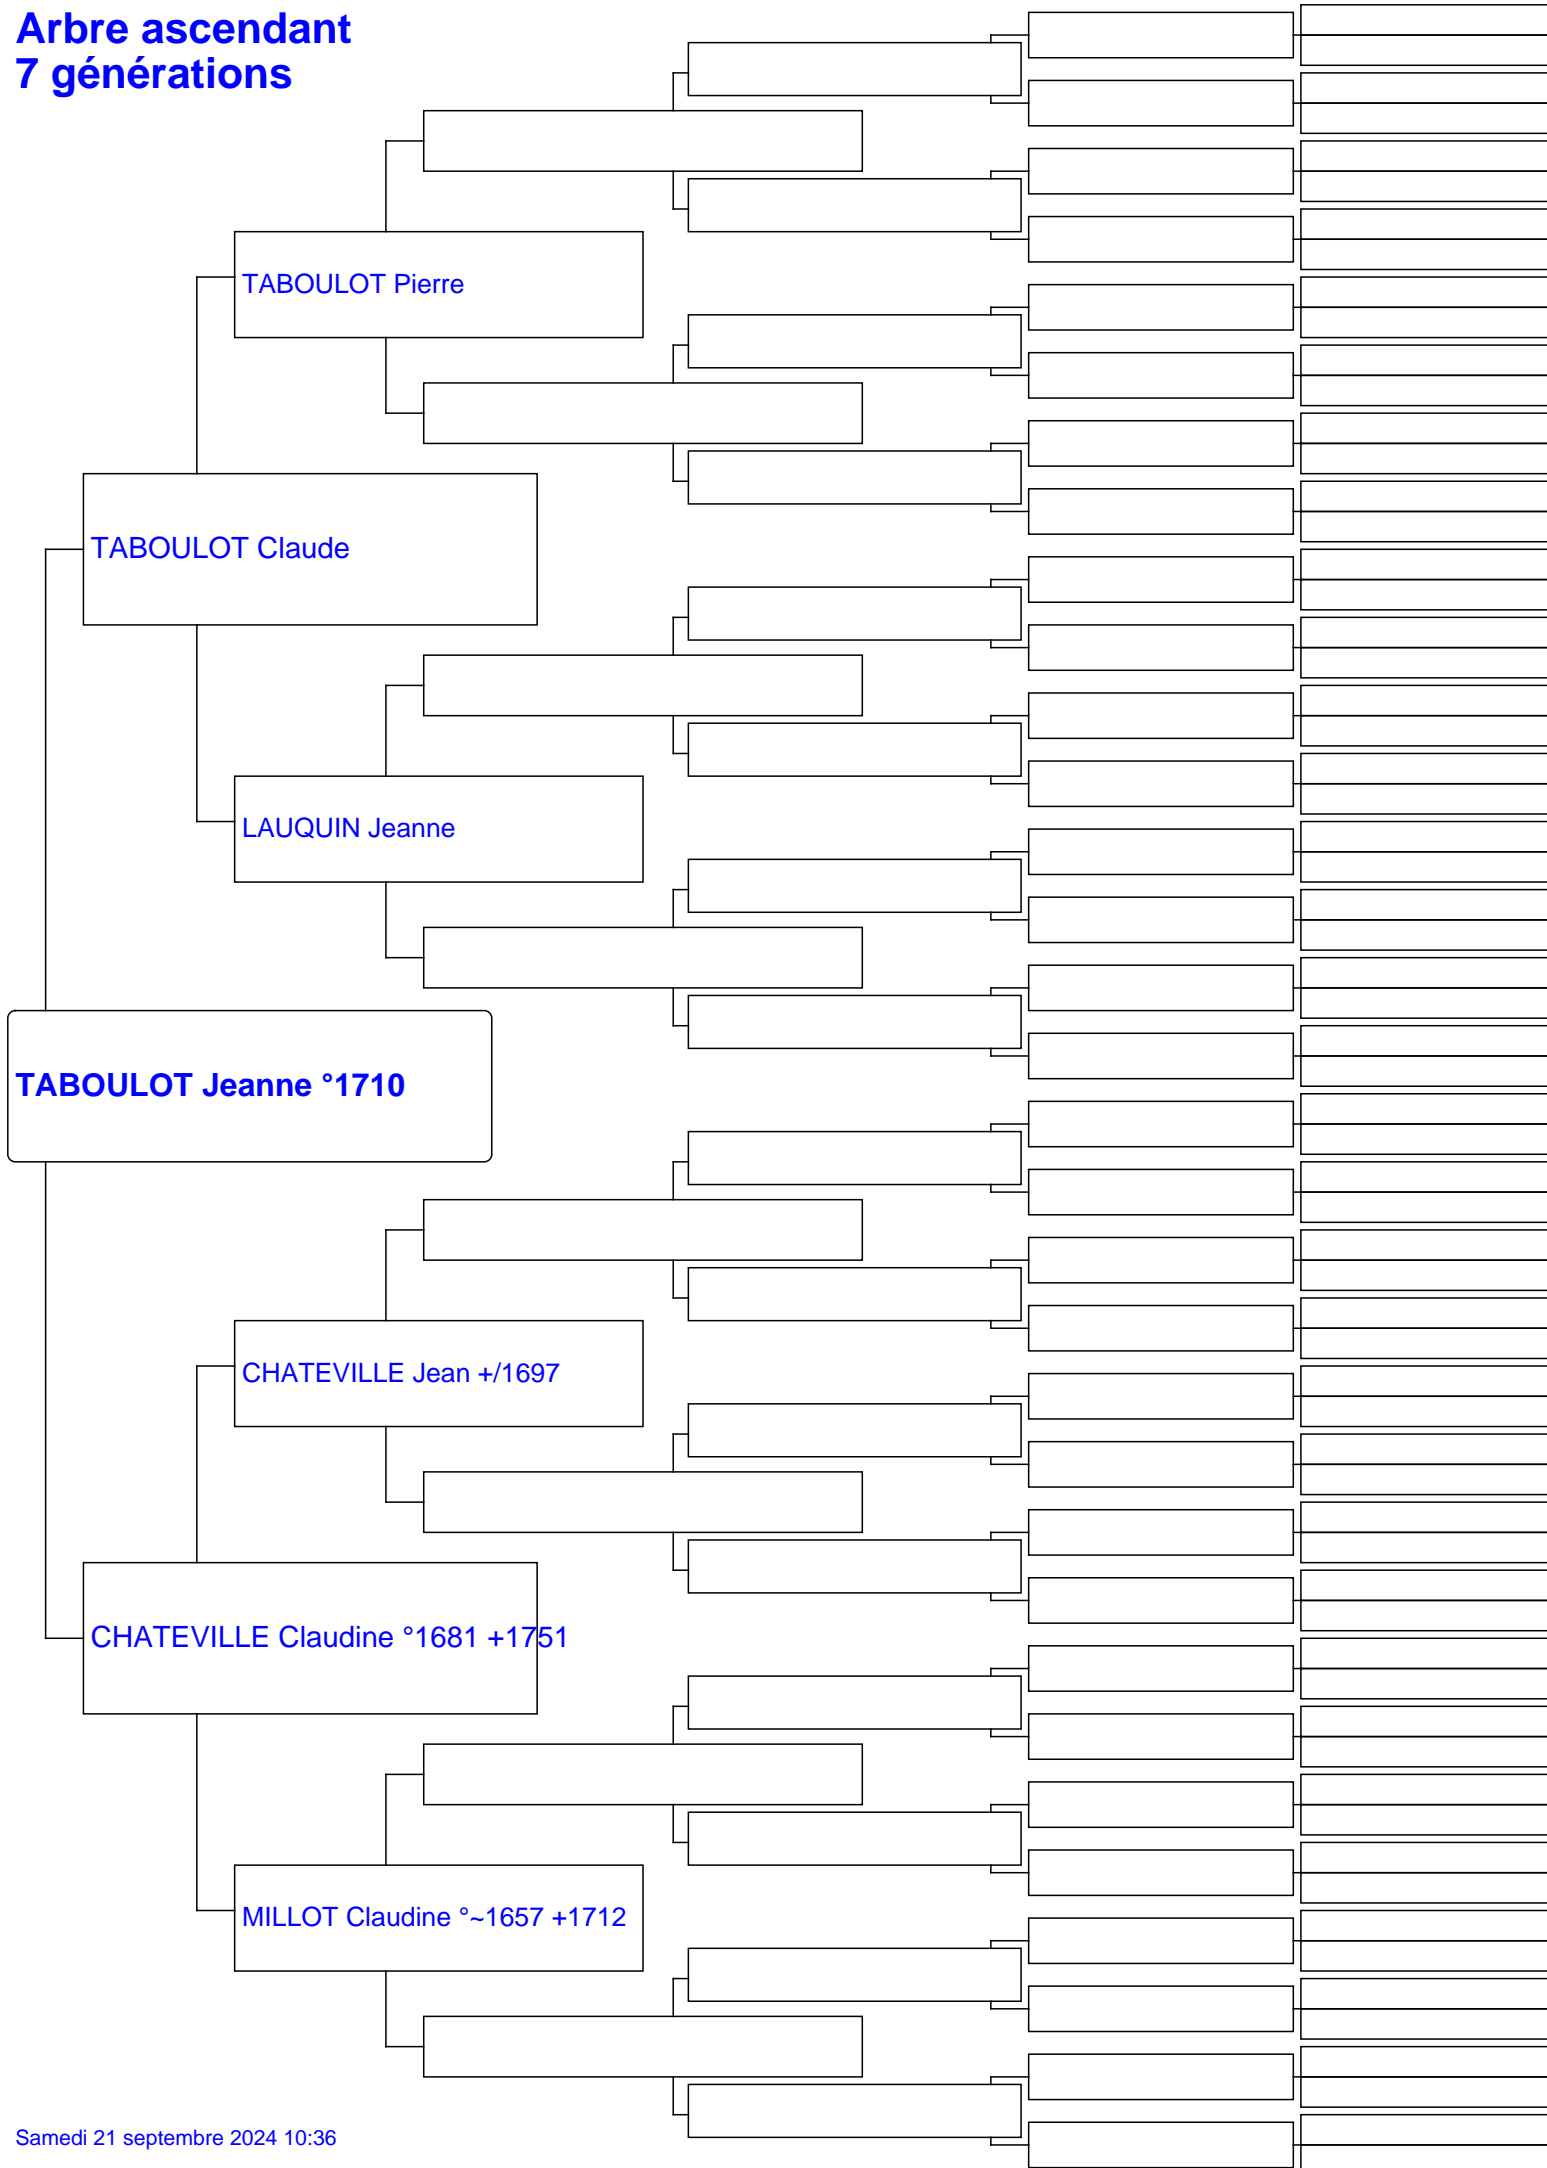 Arbre ascendant
7 générations
TABOULOT Pierre
TABOULOT Claude
LAUQUIN Jeanne
TABOULOT Jeanne °1710
CHATEVILLE Jean +/1697
CHATEVILLE Claudine °1681 +1751
MILLOT Claudine °~1657 +1712
Samedi 21 septembre 2024 10:36